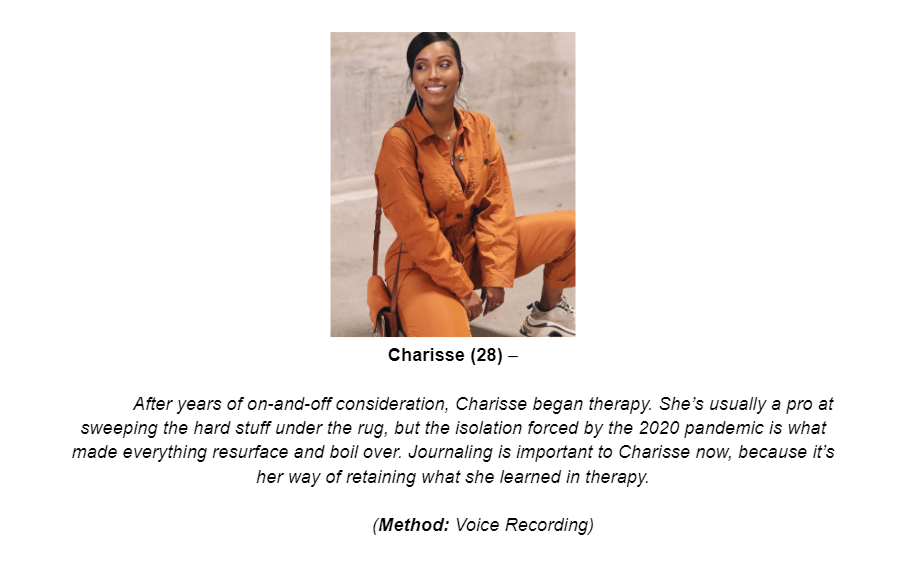 Charisse (28) –
After years of on-and-off consideration, Charisse began therapy. She’s usually a pro at
sweeping the hard stuff under the rug, but the isolation forced by the 2020 pandemic is what
made everything resurface and boil over. Journaling is important to Charisse now, because it’s
her way of retaining what she learned in therapy.
(Method: Voice Recording)